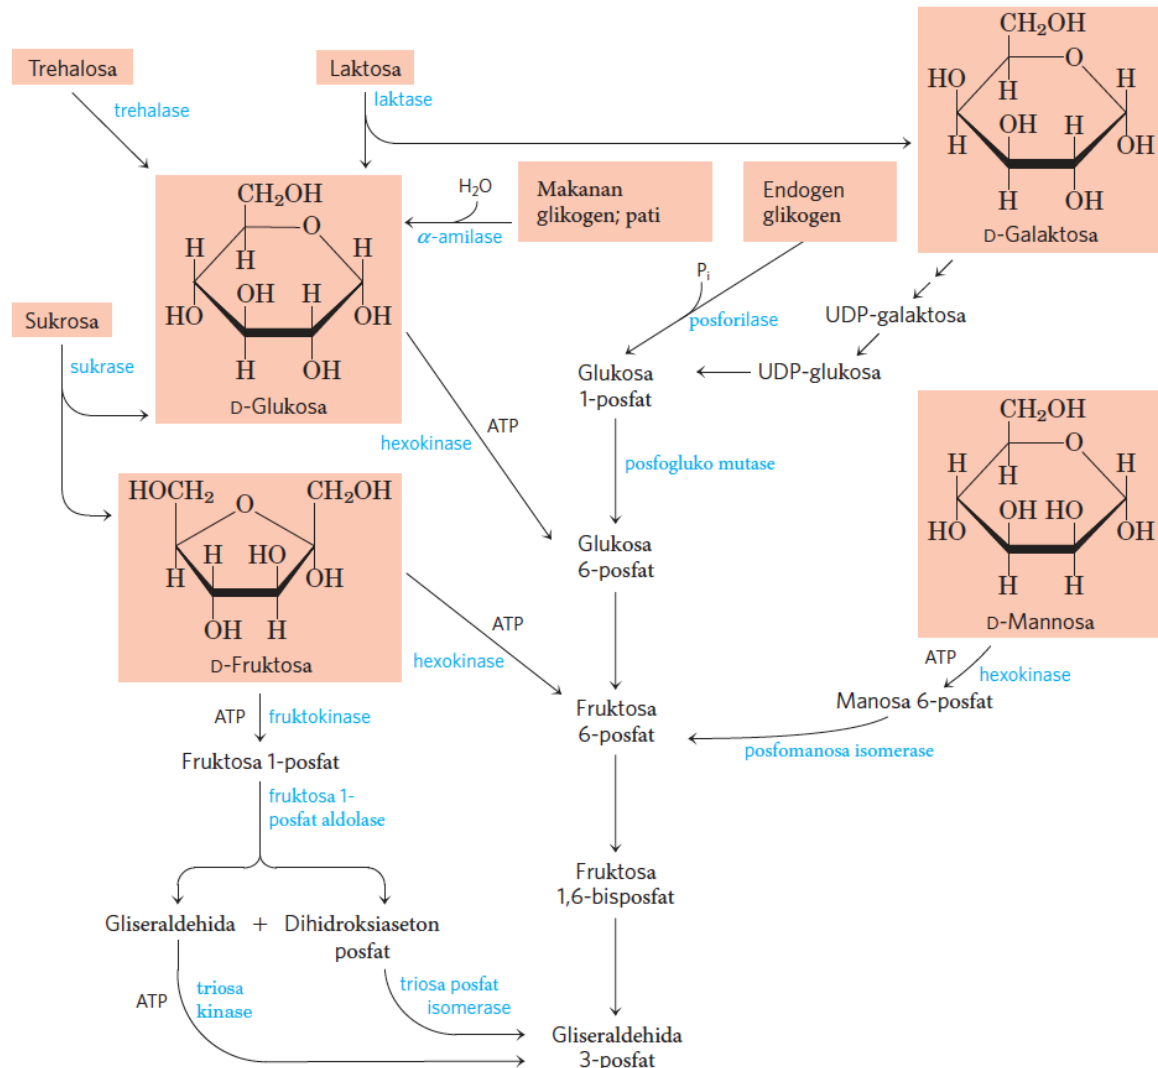 CH₂OH
O
HO
H
H
H
OH
H
OH
H
OH
D-Galaktosa
Trehalosa
trehalase
Laktosa
laktase
CH₂OH
O
H
H
H
OH
H
HO
OH
H
OH
D-Glukosa
H₂O
α-amilase
Makanan
glikogen; pati
Endogen
glikogen
Pᵢ
posforilase
UDP-galaktosa
UDP-glukosa
Glukosa
1-posfat
Sukrosa
sukrase
hexokinase
ATP
posfogluko mutase
Glukosa
6-posfat
CH₂OH
O
H
H
H
OH HO
HO
OH
H
H
D-Mannosa
HOCH₂
O
CH₂OH
H
HO
H
OH
OH
H
D-Fruktosa
ATP
hexokinase
ATP
hexokinase
Manosa 6-posfat
posfomanosa isomerase
Fruktosa
6-posfat
ATP
fruktokinase
Fruktosa 1-posfat
fruktosa 1-
posfat aldolase
Fruktosa
1,6-bisposfat
Gliseraldehida + Dihidroksiaseton
posfat
ATP
triosa
kinase
triosa posfat
isomerase
Gliseraldehida
3-posfat